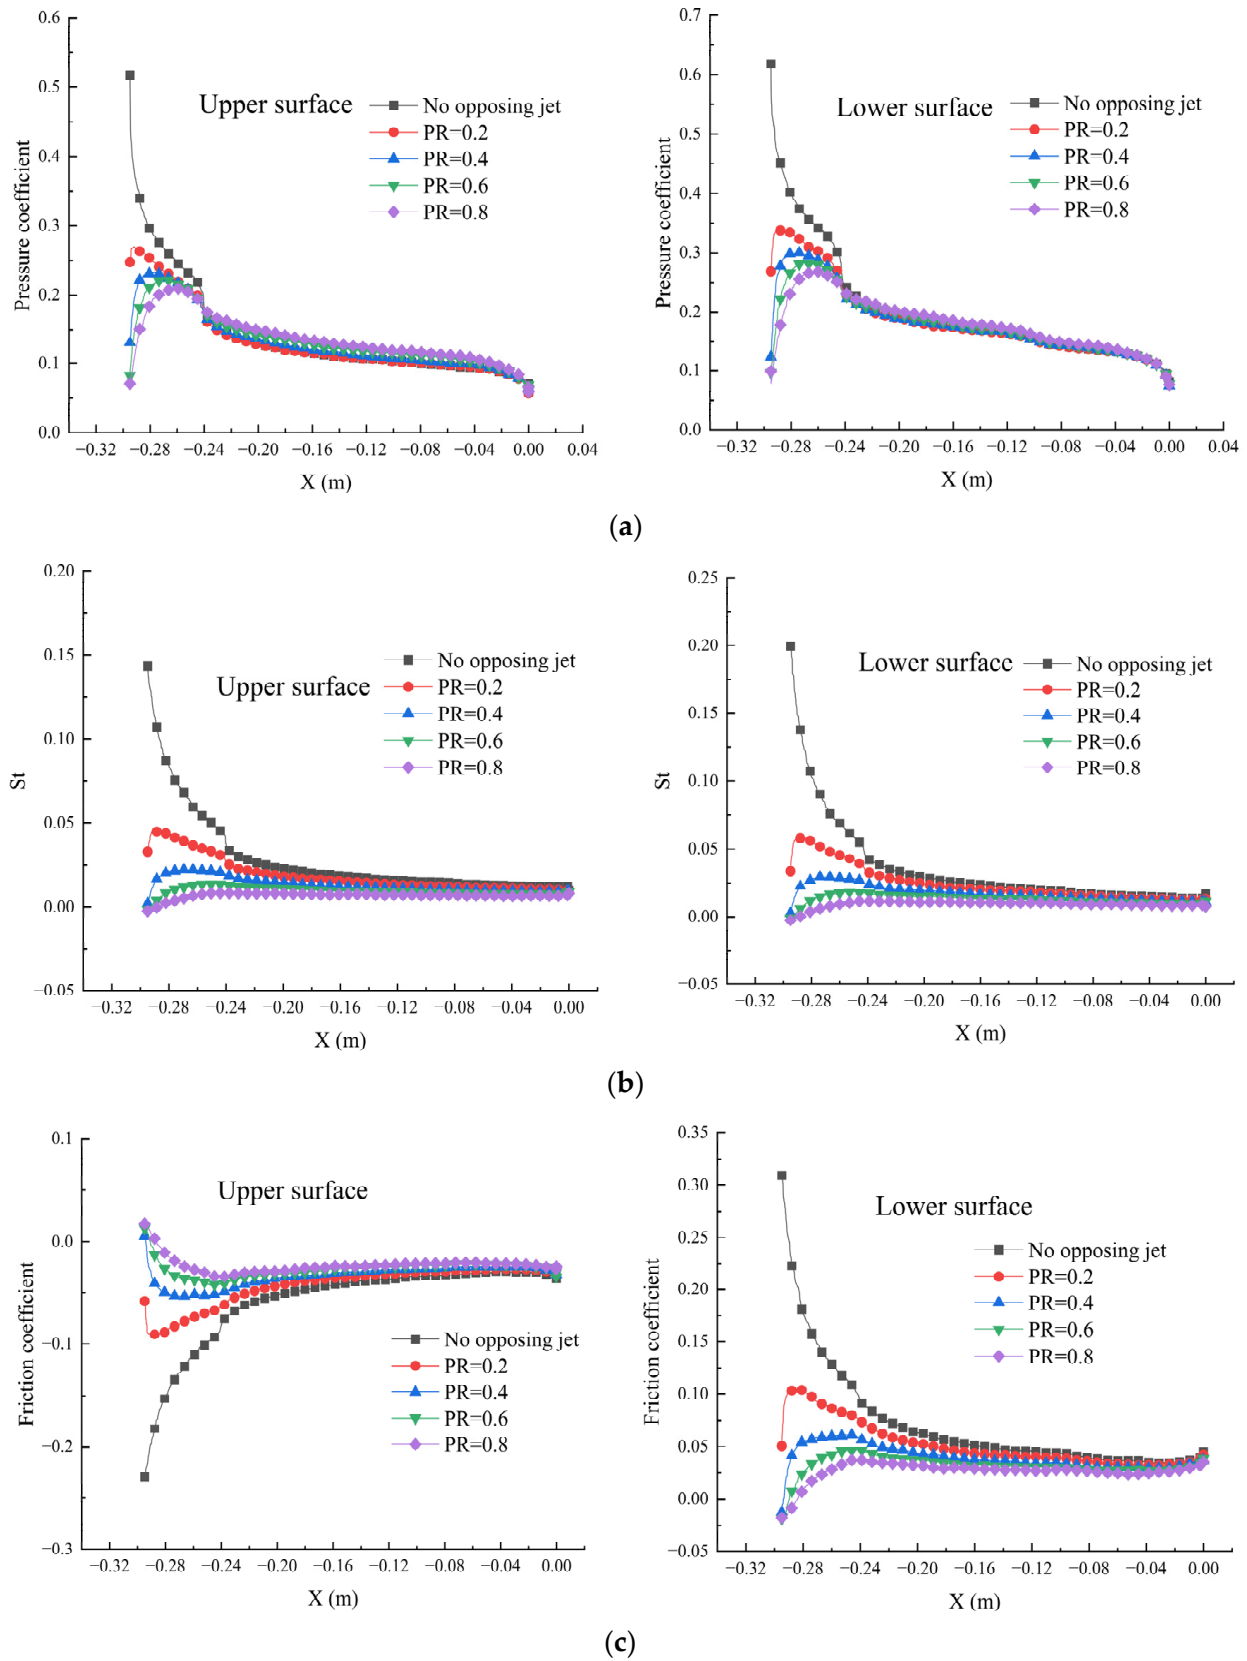 0.6
0.5
0.4
0.3
0.2
0.1
0.0
Pressure coefficient
Upper surface
No opposing jet
PR=0.2
PR=0.4
PR=0.6
PR=0.8
−0.32 −0.28 −0.24 −0.20 −0.16 −0.12 −0.08 −0.04 0.00 0.04
X (m)
0.7
0.6
0.5
0.4
0.3
0.2
0.1
0.0
Pressure coefficient
Lower surface
No opposing jet
PR=0.2
PR=0.4
PR=0.6
PR=0.8
−0.32 −0.28 −0.24 −0.20 −0.16 −0.12 −0.08 −0.04 0.00 0.04
X (m)
(a)
0.20
0.15
0.10
0.05
0.00
−0.05
St
Upper surface
No opposing jet
PR=0.2
PR=0.4
PR=0.6
PR=0.8
−0.32 −0.28 −0.24 −0.20 −0.16 −0.12 −0.08 −0.04 0.00
X (m)
0.25
0.20
0.15
0.10
0.05
0.00
−0.05
St
Lower surface
No opposing jet
PR=0.2
PR=0.4
PR=0.6
PR=0.8
−0.32 −0.28 −0.24 −0.20 −0.16 −0.12 −0.08 −0.04 0.00
X (m)
(b)
0.1
0.0
−0.1
−0.2
−0.3
Friction coefficient
Upper surface
No opposing jet
PR=0.2
PR=0.4
PR=0.6
PR=0.8
−0.32 −0.28 −0.24 −0.20 −0.16 −0.12 −0.08 −0.04 0.00
X (m)
0.35
0.30
0.25
0.20
0.15
0.10
0.05
0.00
−0.05
Friction coefficient
Lower surface
No opposing jet
PR=0.2
PR=0.4
PR=0.6
PR=0.8
−0.32 −0.28 −0.24 −0.20 −0.16 −0.12 −0.08 −0.04 0.00
X (m)
(c)